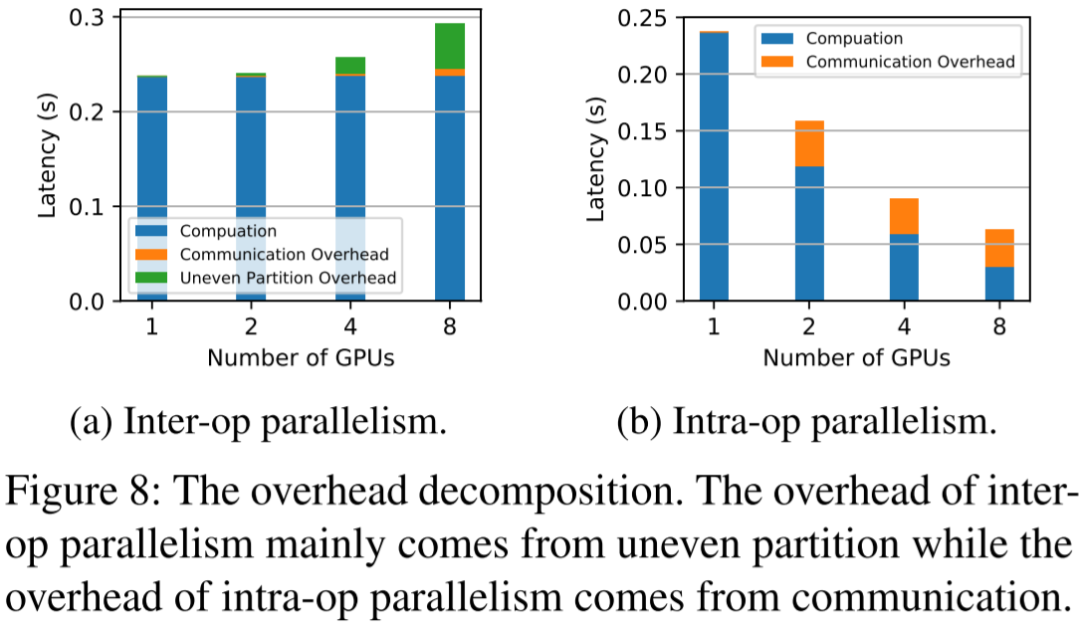 0.3
0.2
0.1
0.0
Latency (s)
Compuation
Communication Overhead
Uneven Partition Overhead
1 2 4 8
Number of GPUs
(a) Inter-op parallelism.
0.25
0.20
0.15
0.10
0.05
0.00
Latency (s)
Compuation
Communication Overhead
1 2 4 8
Number of GPUs
(b) Intra-op parallelism.
Figure 8: The overhead decomposition. The overhead of inter-
op parallelism mainly comes from uneven partition while the
overhead of intra-op parallelism comes from communication.